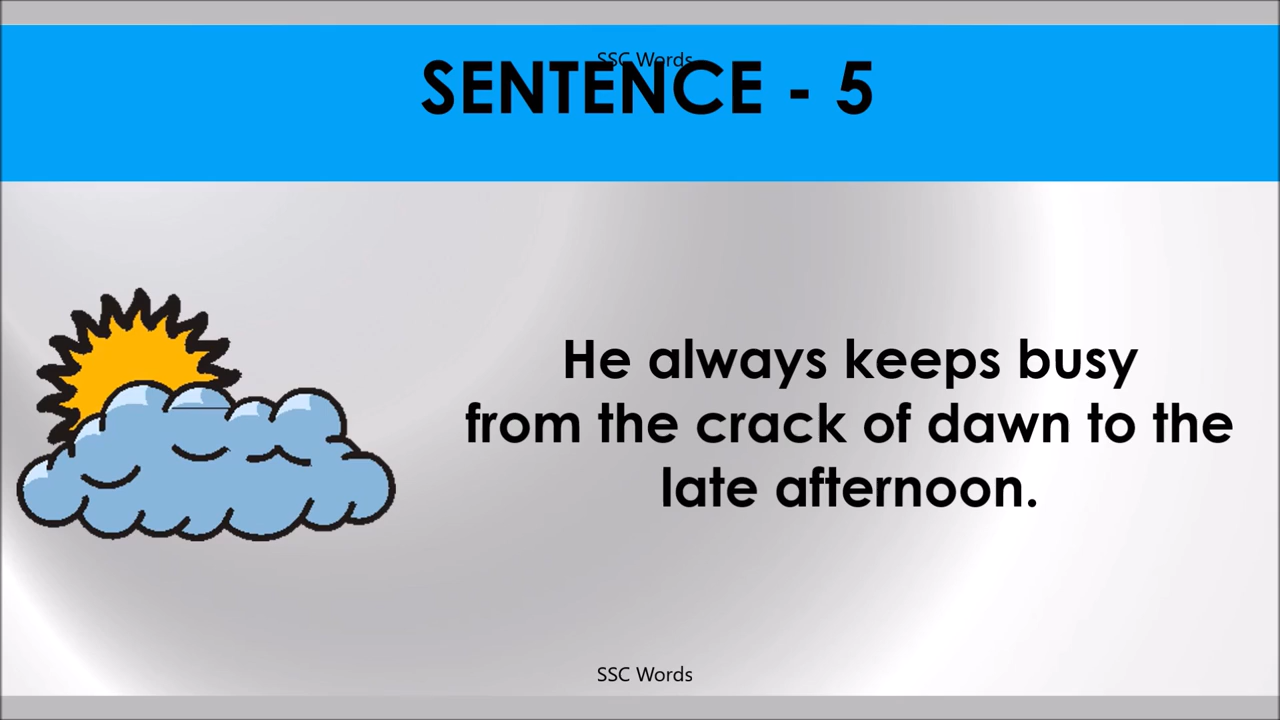 SSC Words
SENTENCE - 5
He always keeps busy
from the crack of dawn to the
late afternoon.
SSC Words